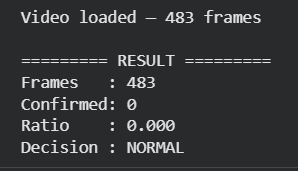 Video loaded — 483 frames
========= RESULT =========
Frames   : 483
Confirmed: 0
Ratio    : 0.000
Decision : NORMAL